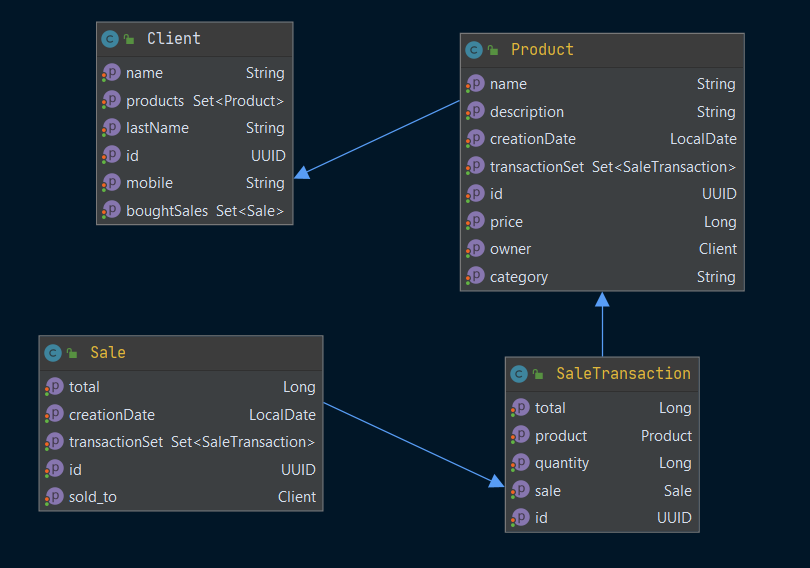 Client
name String
products Set<Product>
lastName String
id UUID
mobile String
boughtSales Set<Sale>
Product
name String
description String
creationDate LocalDate
transactionSet Set<SaleTransaction>
id UUID
price Long
owner Client
category String
Sale
total Long
creationDate LocalDate
transactionSet Set<SaleTransaction>
id UUID
sold_to Client
SaleTransaction
total Long
product Product
quantity Long
sale Sale
id UUID